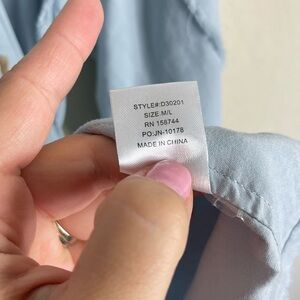 STYLE#:D30201
SIZE.M/L
RN 158744
PO:JN-10178
MADE IN CHINA